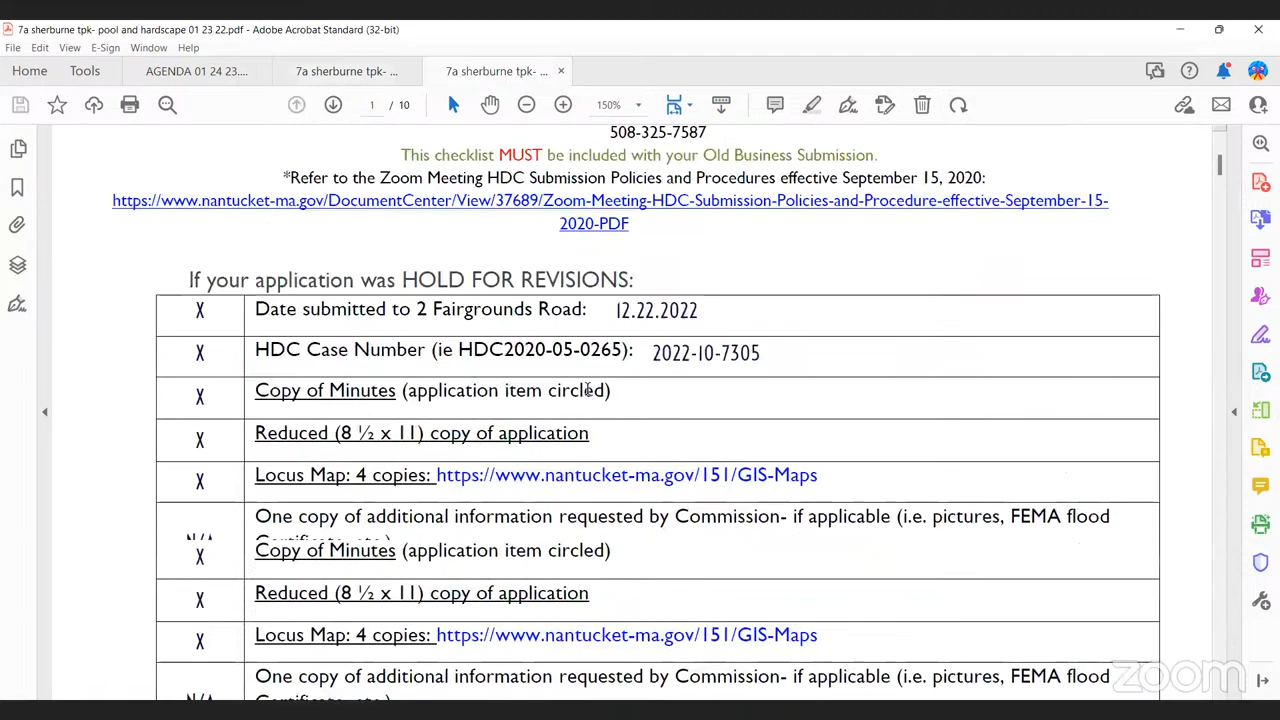 7a sherburne tpk- pool and hardscape 01 23 22.pdf - Adobe Acrobat Standard (32-bit)
File Edit View E-Sign Window Help
Home Tools AGENDA 01 24 23.... 7a sherburne tpk- ... 7a sherburne tpk- ... ×
1 / 10 150%
508-325-7587
This checklist MUST be included with your Old Business Submission.
*Refer to the Zoom Meeting HDC Submission Policies and Procedures effective September 15, 2020:
https://www.nantucket-ma.gov/DocumentCenter/View/37689/Zoom-Meeting-HDC-Submission-Policies-and-Procedure-effective-September-15-
2020-PDF
If your application was HOLD FOR REVISIONS:
X Date submitted to 2 Fairgrounds Road: 12.22.2022
X HDC Case Number (ie HDC2020-05-0265): 2022-10-7305
X Copy of Minutes (application item circled)
X Reduced (8 ½ x 11) copy of application
X Locus Map: 4 copies: https://www.nantucket-ma.gov/151/GIS-Maps
One copy of additional information requested by Commission- if applicable (i.e. pictures, FEMA flood
X Copy of Minutes (application item circled)
X Reduced (8 ½ x 11) copy of application
X Locus Map: 4 copies: https://www.nantucket-ma.gov/151/GIS-Maps
One copy of additional information requested by Commission- if applicable (i.e. pictures, FEMA flood
zoom